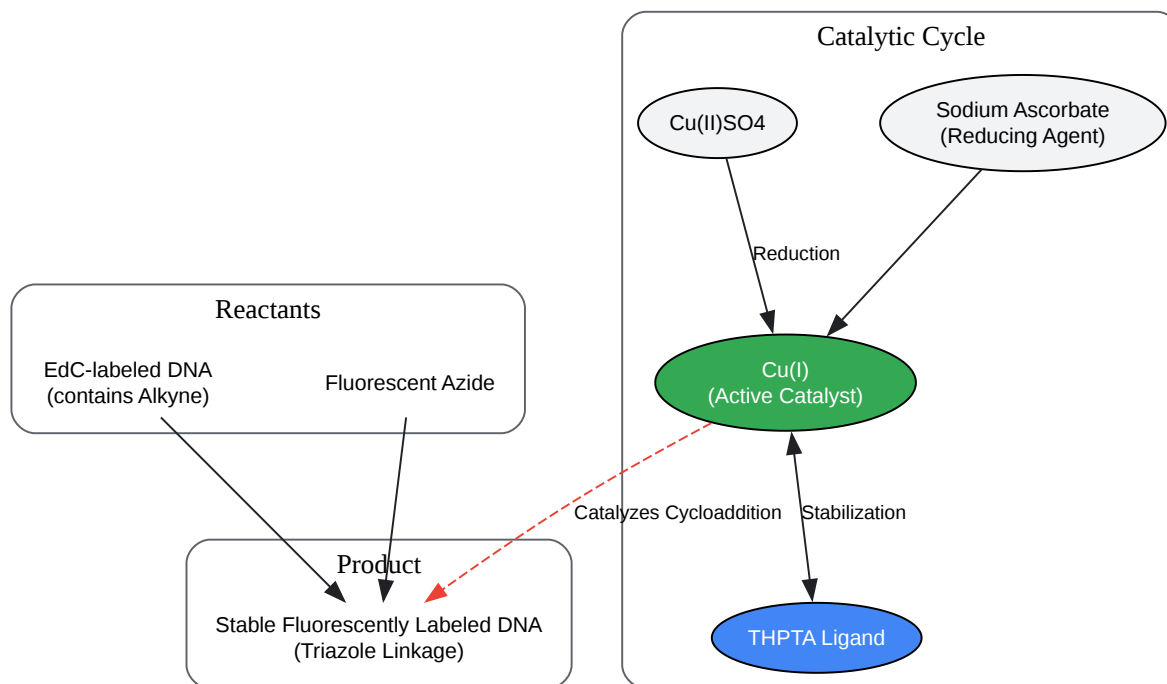 Catalytic Cycle
Cu(II)SO4
Sodium Ascorbate
(Reducing Agent)
Reduction
Reactants
EdC-labeled DNA
(contains Alkyne)
Fluorescent Azide
Cu(I)
(Active Catalyst)
Catalyzes Cycloaddition
Stabilization
Product
Stable Fluorescently Labeled DNA
(Triazole Linkage)
THPTA Ligand